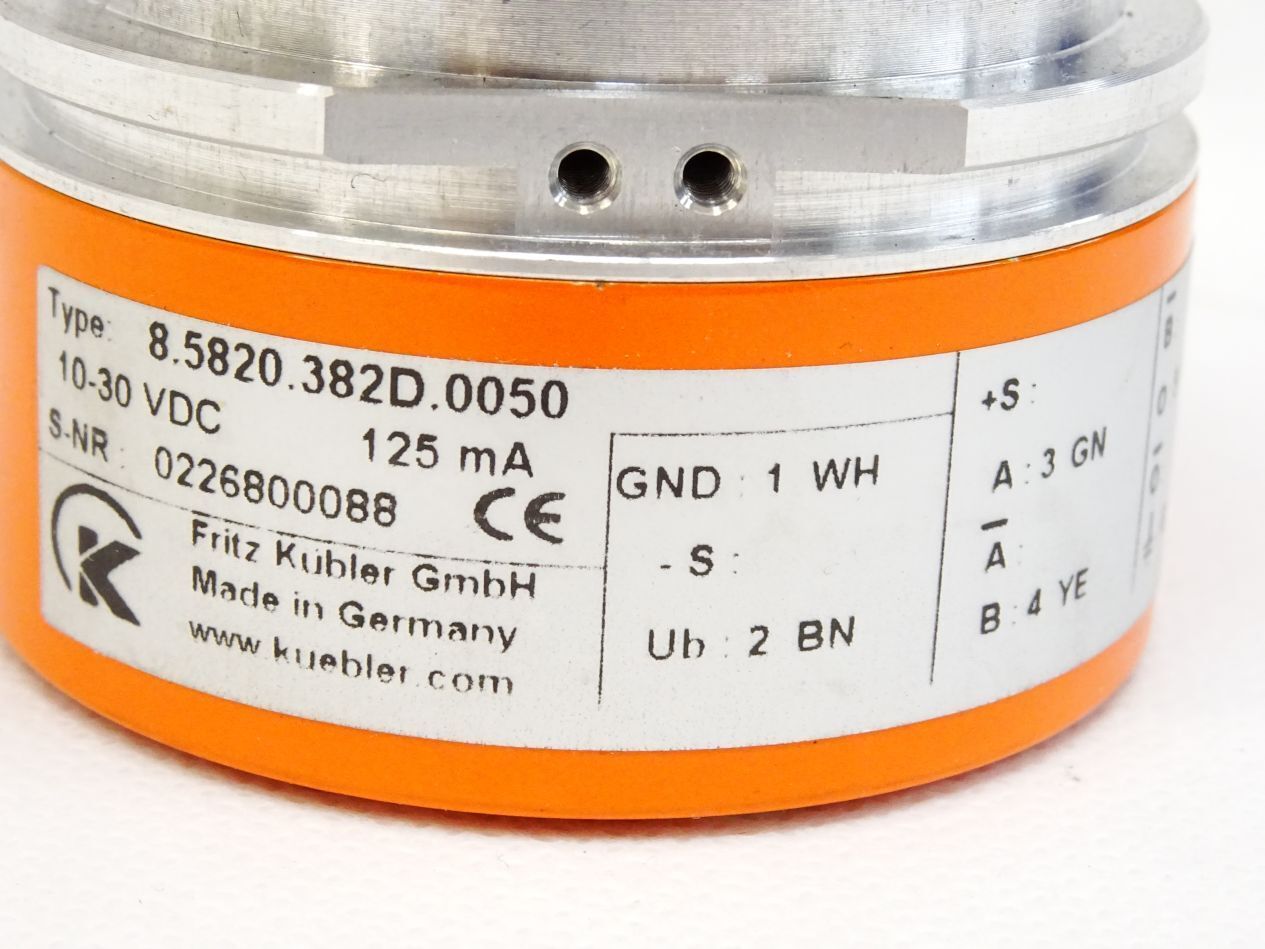 Type: 8.5820.382D.0050
10-30 VDC 125 mA
S-NR : 0226800088 CE
K
Fritz Kübler GmbH
Made in Germany
www.kuebler.com
GND : 1 WH
- S :
Ub : 2 BN
+S :
A : 3 GN
A̅ :
B : 4 YE